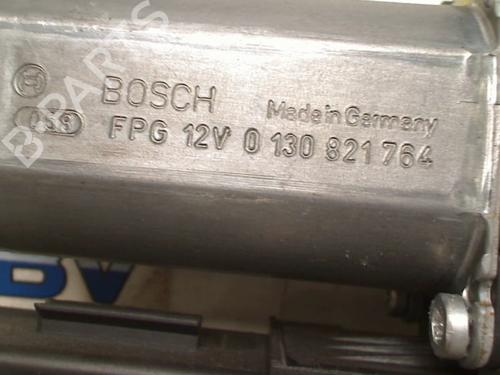 BOSCH Made in Germany
FPG 12V 0 130 821 764
B-PARTS